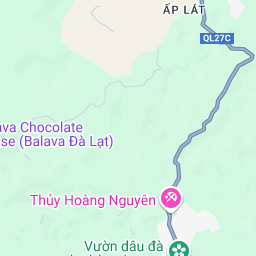 ẤP LÁT
QL27C
ava Chocolate
se (Balava Đà Lạt)
Thủy Hoàng Nguyên
Vườn dâu đà